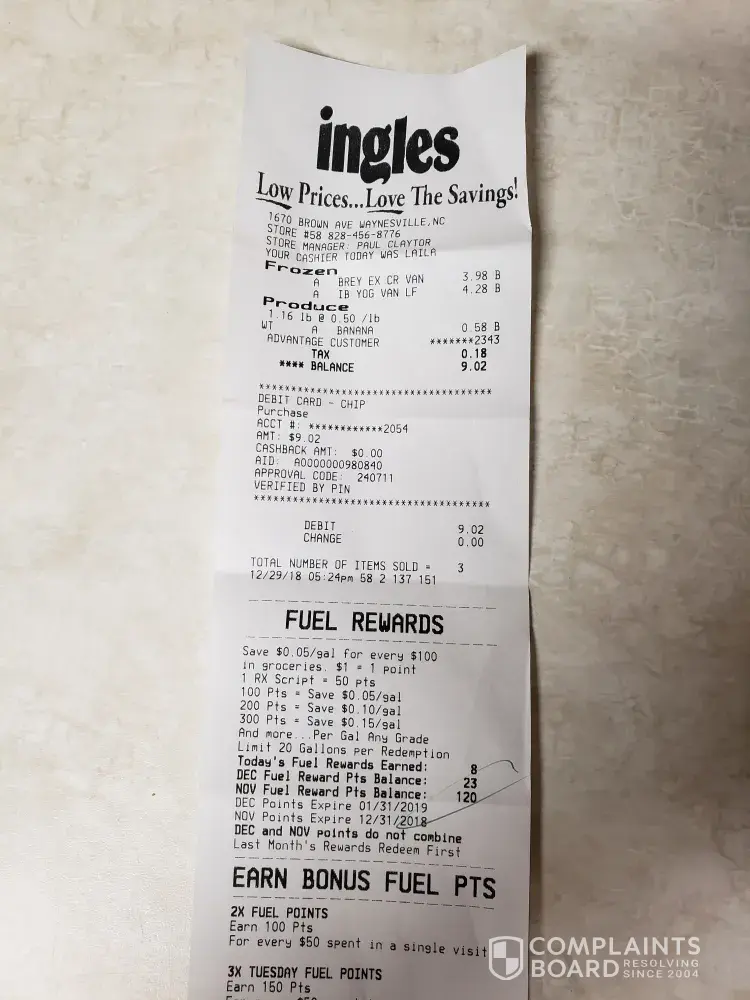 ingles
Low Prices...Love The Savings!
1670 BROWN AVE WAYNESVILLE,NC
STORE #58 828-456-8776
STORE MANAGER: PAUL CLAYTOR
YOUR CASHIER TODAY WAS LAILA
Frozen
A BREY EX CR VAN 3.98 B
A IB YOG VAN LF 4.28 B
Produce
1.16 lb @ 0.50 /lb
WT A BANANA 0.58 B
ADVANTAGE CUSTOMER *******2343
TAX 0.18
**** BALANCE 9.02
*************************************
DEBIT CARD - CHIP
Purchase
ACCT #: ************2054
AMT: $9.02
CASHBACK AMT: $0.00
AID: A0000000980840
APPROVAL CODE: 240711
VERIFIED BY PIN
*************************************
DEBIT 9.02
CHANGE 0.00
TOTAL NUMBER OF ITEMS SOLD = 3
12/29/18 05:24pm 58 2 137 151
FUEL REWARDS
Save $0.05/gal for every $100
in groceries. $1 = 1 point
1 RX Script = 50 pts
100 Pts = Save $0.05/gal
200 Pts = Save $0.10/gal
300 Pts = Save $0.15/gal
And more...Per Gal Any Grade
Limit 20 Gallons per Redemption
Today's Fuel Rewards Earned: 8
DEC Fuel Reward Pts Balance: 23
NOV Fuel Reward Pts Balance: 120
DEC Points Expire 01/31/2019
NOV Points Expire 12/31/2018
DEC and NOV points do not combine
Last Month's Rewards Redeem First
EARN BONUS FUEL PTS
2X FUEL POINTS
Earn 100 Pts
For every $50 spent in a single visit
3X TUESDAY FUEL POINTS
Earn 150 Pts
COMPLAINTS
BOARD RESOLVING SINCE 2004